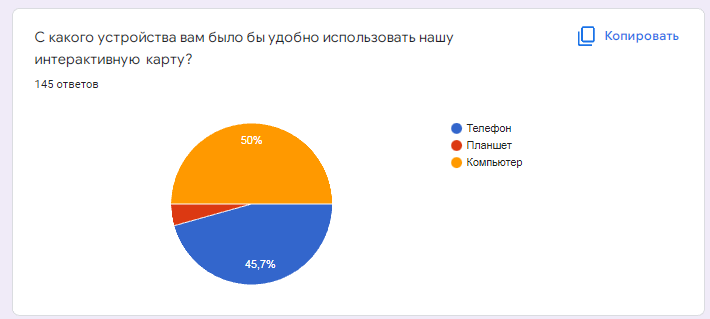 С какого устройства вам было бы удобно использовать нашу
интерактивную карту?
Копировать
145 ответов
50%
45,7%
Телефон
Планшет
Компьютер